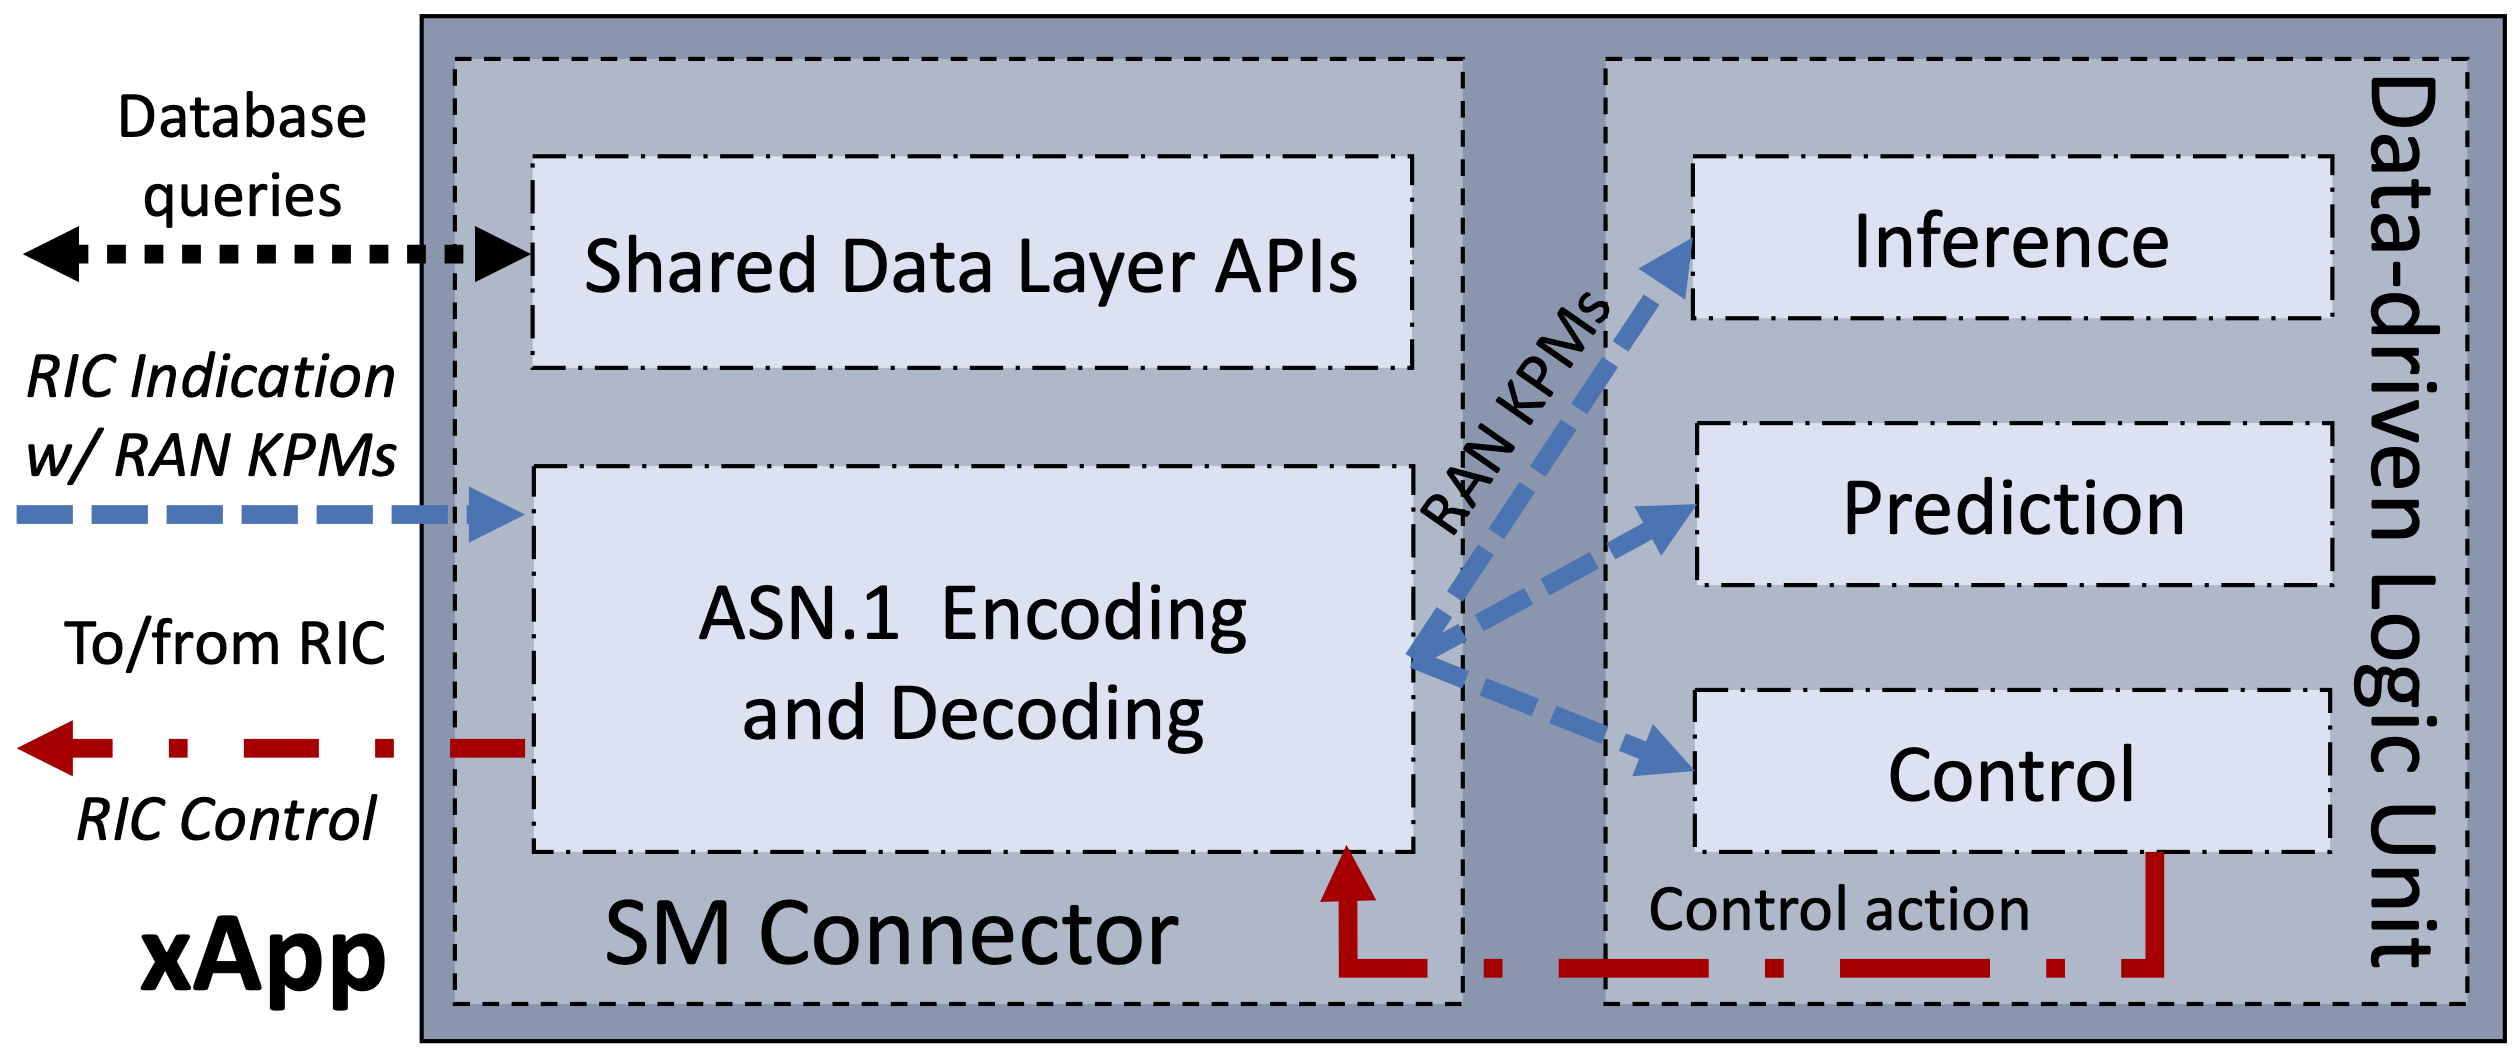 Database
queries
RIC Indication
w/ RAN KPMs
To/from RIC
RIC Control
xApp
Shared Data Layer APIs
ASN.1 Encoding
and Decoding
SM Connector
RAN KPMs
Inference
Prediction
Control
Control action
Data-driven Logic Unit